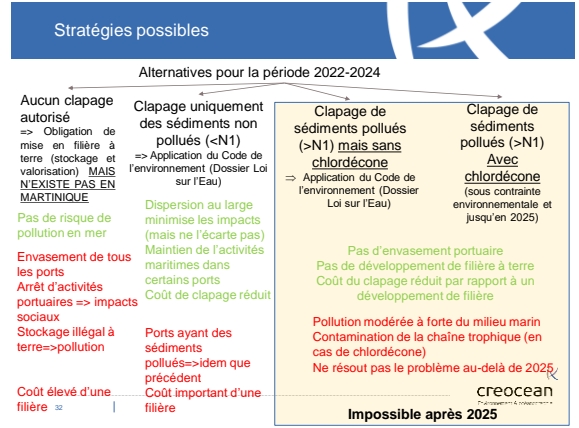 Stratégies possibles
Alternatives pour la période 2022-2024
Aucun clapage
autorisé
=> Obligation de
mise en filière à
terre (stockage et
valorisation) MAIS
N'EXISTE PAS EN
MARTINIQUE
Pas de risque de
pollution en mer
Envasement de tous
les ports
Arrêt d'activités
portuaires => impacts
sociaux
Stockage illégal à
terre=>pollution
Coût élevé d'une
filière
Clapage uniquement
des sédiments non
pollués (<N1)
=> Application du Code de
l'environnement (Dossier Loi
sur l'Eau)
Dispersion au large
minimise les impacts
(mais ne l'écarte pas)
Maintien de l'activités
maritimes dans
certains ports
Coût de clapage réduit
Ports ayant des
sédiments
pollués=>idem que
précédent
Coût important d'une
filière
Clapage de
sédiments pollués
(>N1) mais sans
chlordécone
⇒ Application du Code de
l'environnement (Dossier
Loi sur l'Eau)
Clapage de
sédiments
pollués (>N1)
Avec
chlordécone
(sous contrainte
environnementale et
jusqu'en 2025)
Pas d'envasement portuaire
Pas de développement de filière à terre
Coût du clapage réduit par rapport à un
développement de filière
Pollution modérée à forte du milieu marin
Contamination de la chaîne trophique (en
cas de chlordécone)
Ne résout pas le problème au-delà de 2025
Impossible après 2025
32
creocean